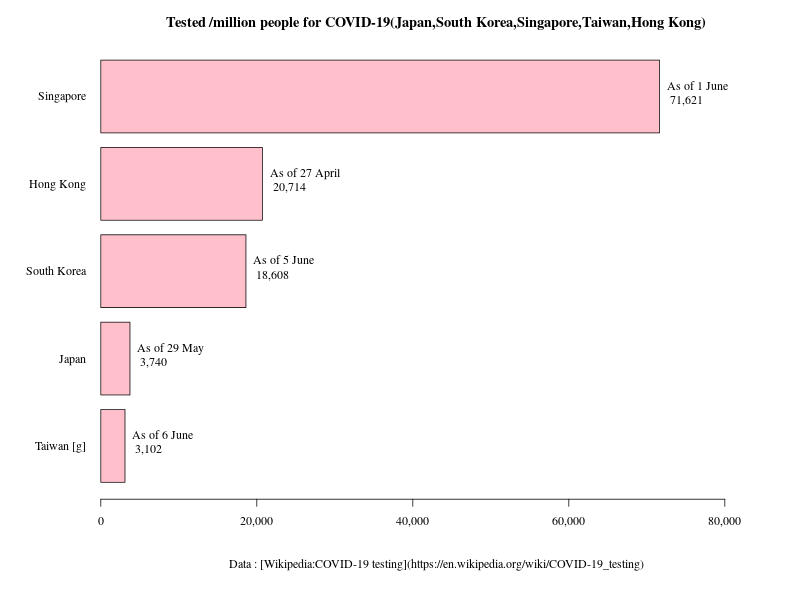 Tested /million people for COVID-19(Japan,South Korea,Singapore,Taiwan,Hong Kong)
Singapore
As of 1 June
71,621
Hong Kong
As of 27 April
20,714
South Korea
As of 5 June
18,608
Japan
As of 29 May
3,740
Taiwan [g]
As of 6 June
3,102
0 20,000 40,000 60,000 80,000
Data : [Wikipedia:COVID-19 testing](https://en.wikipedia.org/wiki/COVID-19_testing)